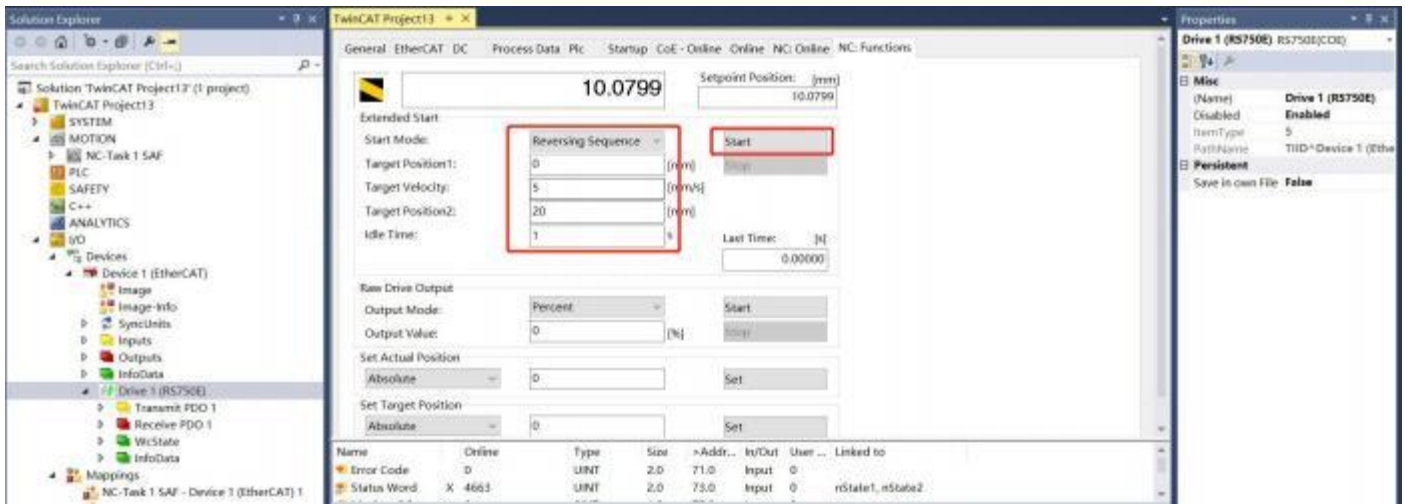 Solution Explorer
Search Solution Explorer (Ctrl+;)
Solution 'TwinCAT Project13' (1 project)
TwinCAT Project13
SYSTEM
MOTION
NC-Task 1 SAF
PLC
SAFETY
C++
ANALYTICS
I/O
Devices
Device 1 (EtherCAT)
Image
Image-Info
SyncUnits
Inputs
Outputs
InfoData
Drive 1 (RS750E)
Transmit PDO 1
Receive PDO 1
WcState
InfoData
Mappings
NC-Task 1 SAF - Device 1 (EtherCAT) 1
TwinCAT Project13
General EtherCAT DC Process Data Plc Startup CoE - Online Online NC: Online NC: Functions
10.0799
Setpoint Position: [mm]
10.0799
Extended Start
Start Mode: Reversing Sequence Start
Target Position1: 0 [mm] Stop
Target Velocity: 5 [mm/s]
Target Position2: 20 [mm]
Idle Time: 1 s Last Time: [s]
0.00000
Raw Drive Output
Output Mode: Percent Start
Output Value: 0 [%] Stop
Set Actual Position
Absolute 0 Set
Set Target Position
Absolute 0 Set
Name Online Type Size >Addr... In/Out User ... Linked to
Error Code 0 UINT 2.0 71.0 Input 0
Status Word X 4663 UINT 2.0 73.0 Input 0 nState1, nState2
Properties
Drive 1 (RS750E) RS750E(COE)
Misc
(Name) Drive 1 (RS750E)
Disabled Enabled
ItemType 5
PathName TIID^Device 1 (Ethe
Persistent
Save in own File False